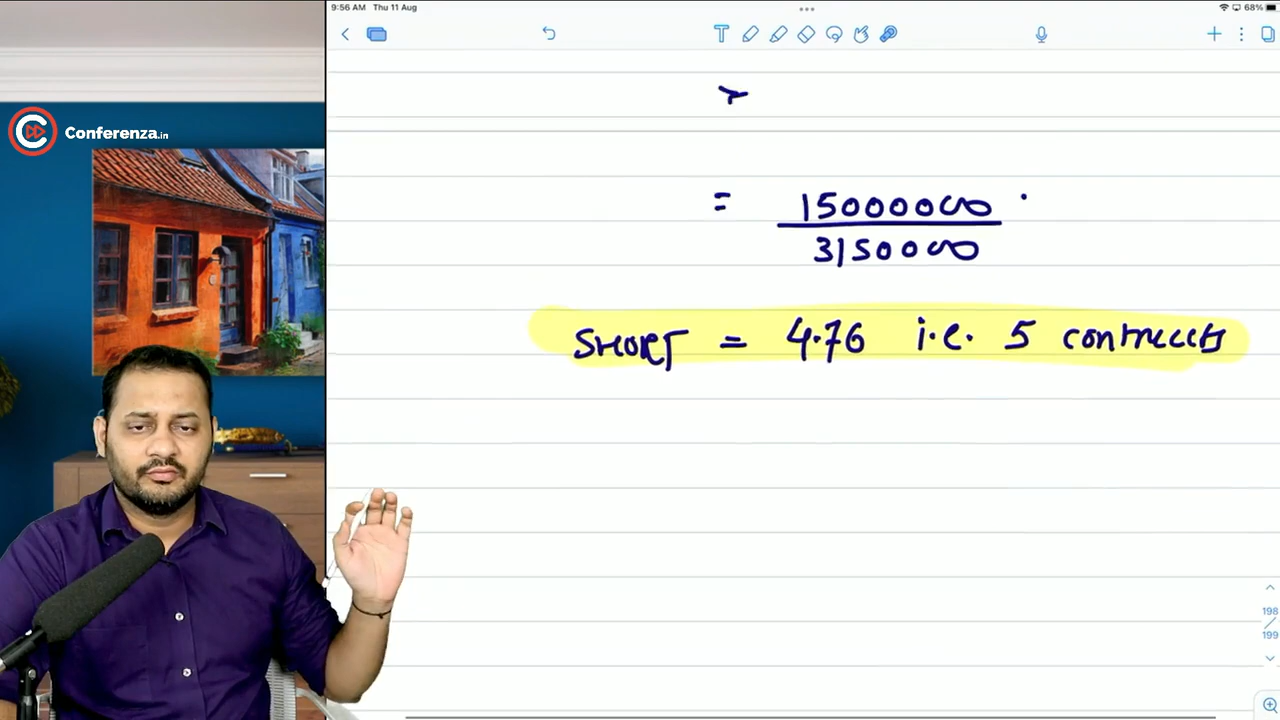 9:56 AM Thu 11 Aug
68%
Conferenza.in
= 15000000
3150000
SHORT = 4.76 i.e. 5 contracts
198
199